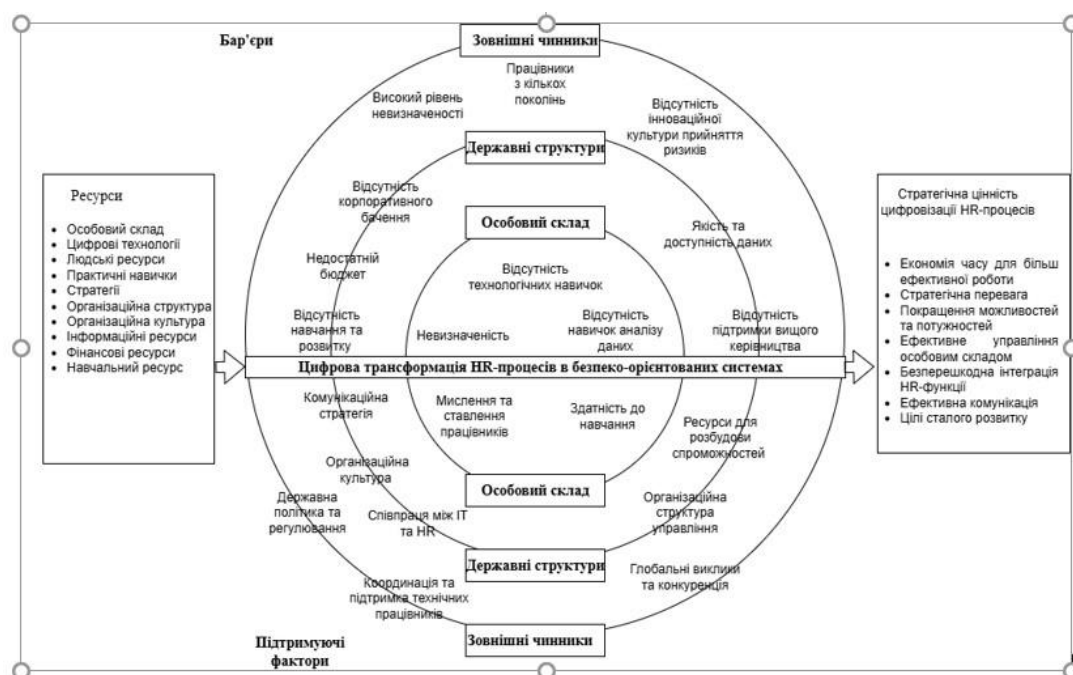 Бар'єри
Зовнішні чинники
Працівники
з кількох
поколінь
Високий рівень
невизначеності
Відсутність
інноваційної
культури прийняття
ризиків
Державні структури
Відсутність
корпоративного
бачення
Якість та
доступність даних
Недостатній
бюджет
Особовий склад
Відсутність
технологічних навичок
Відсутність
навчання та
розвитку
Невизначеність
Відсутність
навичок аналізу
даних
Відсутність
підтримки вищого
керівництва
Ресурси
Особовий склад
Цифрові технології
Людські ресурси
Практичні навички
Стратегії
Організаційна структура
Організаційна культура
Інформаційні ресурси
Фінансові ресурси
Навчальний ресурс
Цифрова трансформація HR-процесів в безпеко-орієнтованих системах
Стратегічна цінність
цифровізації HR-процесів
Економія часу для більш
ефективної роботи
Стратегічна перевага
Покращення можливостей
та потужностей
Ефективне управління
особовим складом
Безперешкодна інтеграція
HR-функції
Ефективна комунікація
Цілі сталого розвитку
Комунікаційна
стратегія
Мислення та
ставлення
працівників
Здатність до
навчання
Ресурси для
розбудови
спроможностей
Організаційна
культура
Особовий склад
Державна
політика та
регулювання
Співпраця між ІТ
та HR
Організаційна
структура
управління
Державні структури
Глобальні виклики
та конкуренція
Координація та
підтримка технічних
працівників
Зовнішні чинники
Підтримуючі
фактори